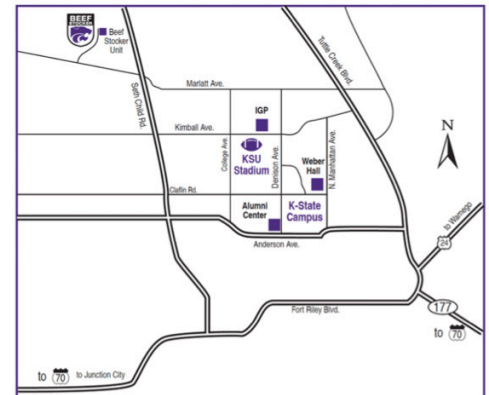 BEEF
Beef
Stocker
Unit
Marlatt Ave.
Tuttle Creek Blvd.
Seth Child Rd.
IGP
Kimball Ave.
College Ave.
KSU
Stadium
Denison Ave.
Weber
Hall
N. Manhattan Ave.
N
Claflin Rd.
Alumni
Center
K-State
Campus
Anderson Ave.
to Wamego
24
177
to 70
Fort Riley Blvd.
to 70 to Junction City